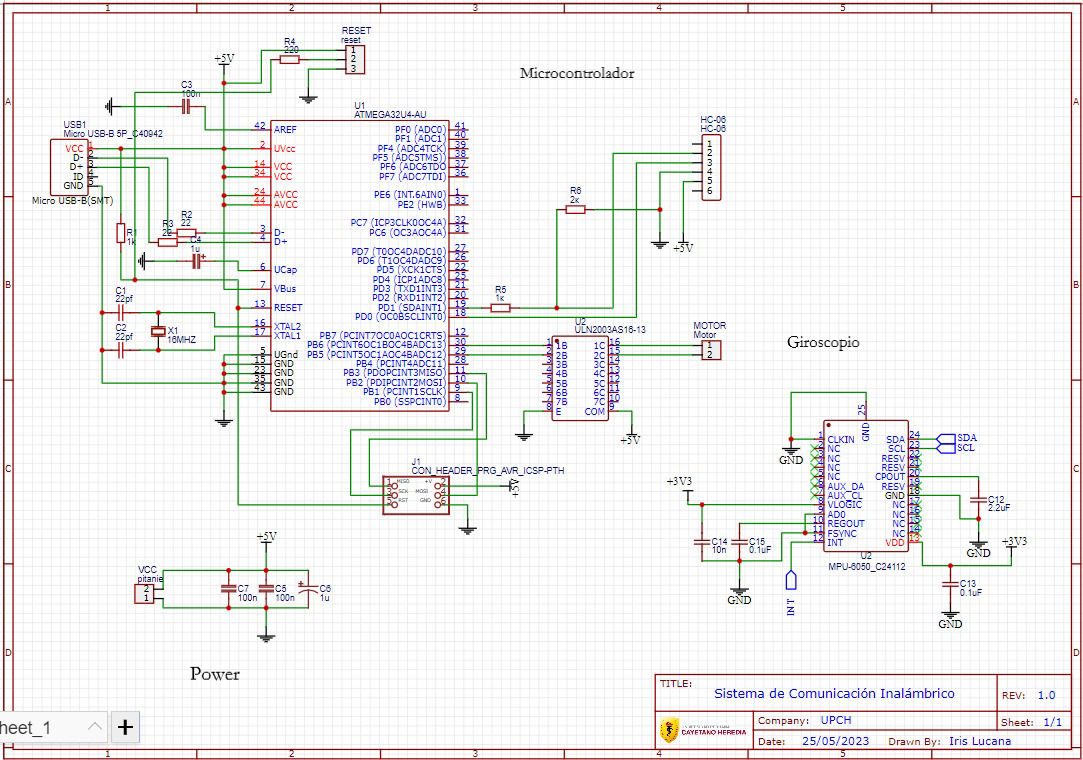 1 2 3 4 5
A
B
C
D
A
B
C
D
Microcontrolador
RESET
reset
1
2
3
R4
220
+5V
C3
100n
U1
ATMEGA32U4-AU
USB1
Micro USB-B 5P_C40942
VCC 1
D- 2
D+ 3
ID 4
GND 5
Micro USB-B(SMT)
R1
1k
R2
22
R3
22
C4
1u
C1
22pf
C2
22pf
X1
16MHZ
42 AREF
2 UVcc
14 VCC
34 VCC
24 AVCC
44 AVCC
3 D-
4 D+
6 UCap
7 VBus
13 RESET
16 XTAL2
17 XTAL1
5 UGnd
15 GND
23 GND
35 GND
43 GND
PF0 (ADC0) 41
PF1 (ADC1) 40
PF4 (ADC4TCK) 39
PF5 (ADC5TMS)) 38
PF6 (ADC6TDO 37
PF7 (ADC7TDI) 36
PE6 (INT.6AIN0) 1
PE2 (HWB) 33
PC7 (ICP3CLK0OC4A) 32
PC6 (OC3AOC4A) 31
PD7 (T0OC4DADC10) 27
PD6 (T1OC4DADC9) 26
PD5 (XCK1CTS) 22
PD4 (ICP1ADC8) 25
PD3 (TXD1INT3) 21
PD2 (RXD1INT2) 20
PD1 (SDAINT1) 19
PD0 (OC0BSCLINT0) 18
PB7 (PCINT7OC0AOC1CRTS) 12
PB6 (PCINT6OC1BOC4BADC13) 30
PB5 (PCINT5OC1AOC4BADC12) 29
PB4 (PCINT4ADC11) 28
PB3 (PDOPCINT3MISO) 11
PB2 (PDIPCINT2MOSI) 10
PB1 (PCINT1SCLK) 9
PB0 (SSPCINT0) 8
HC-06
HC-06
1
2
3
4
5
6
R6
2k
+5V
R5
1k
U2
ULN2003AS16-13
1 1B 1C 16
2 2B 2C 15
3 3B 3C 14
4 4B 4C 13
5 5B 5C 12
6 6B 6C 11
7 7B 7C 10
8 E COM 9
+5V
MOTOR
Motor
1
2
J1
CON_HEADER_PRG_AVR_ICSP-PTH
1 MISO +V 2
3 SCK MOSI 4
5 RST GND 6
+5V
Giroscopio
25
GND
1 CLKIN SDA 24 SDA
2 NC SCL 23 SCL
3 NC RESV 22
4 NC RESV 21
5 NC CPOUT 20
6 AUX_DA RESV 19
7 AUX_CL GND 18
8 VLOGIC NC 17
9 AD0 NC 16
10 REGOUT NC 15
11 FSYNC NC 14
12 INT VDD 13
U2
MPU-6050_C24112
GND
+3V3
C14
10n
C15
0.1uF
GND
INT
C12
2.2uF
GND
+3V3
C13
0.1uF
GND
+5V
VCC
pitanie
2
1
C7
100n
C5
100n
C6
1u
Power
TITLE:
Sistema de Comunicación Inalámbrico
REV: 1.0
Company: UPCH
Sheet: 1/1
Date: 25/05/2023 Drawn By: Iris Lucana
CAYETANO HEREDIA
heet_1
+
1 2 3 4 5